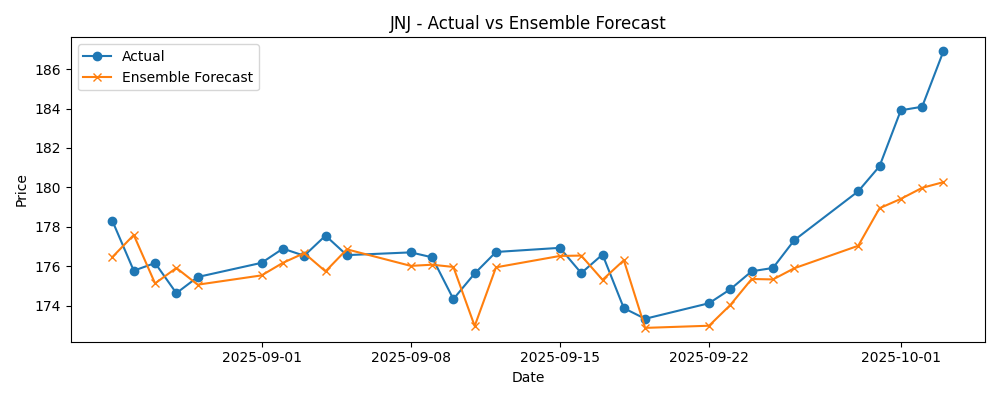 JNJ - Actual vs Ensemble Forecast
Actual
Ensemble Forecast
186
184
182
180
178
176
174
Price
2025-09-01
2025-09-08
2025-09-15
2025-09-22
2025-10-01
Date